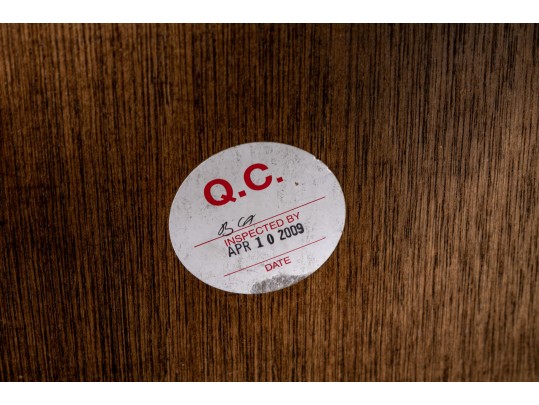 Q.C.
INSPECTED BY
APR 10 2009
DATE